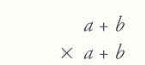 a + b
× a + b